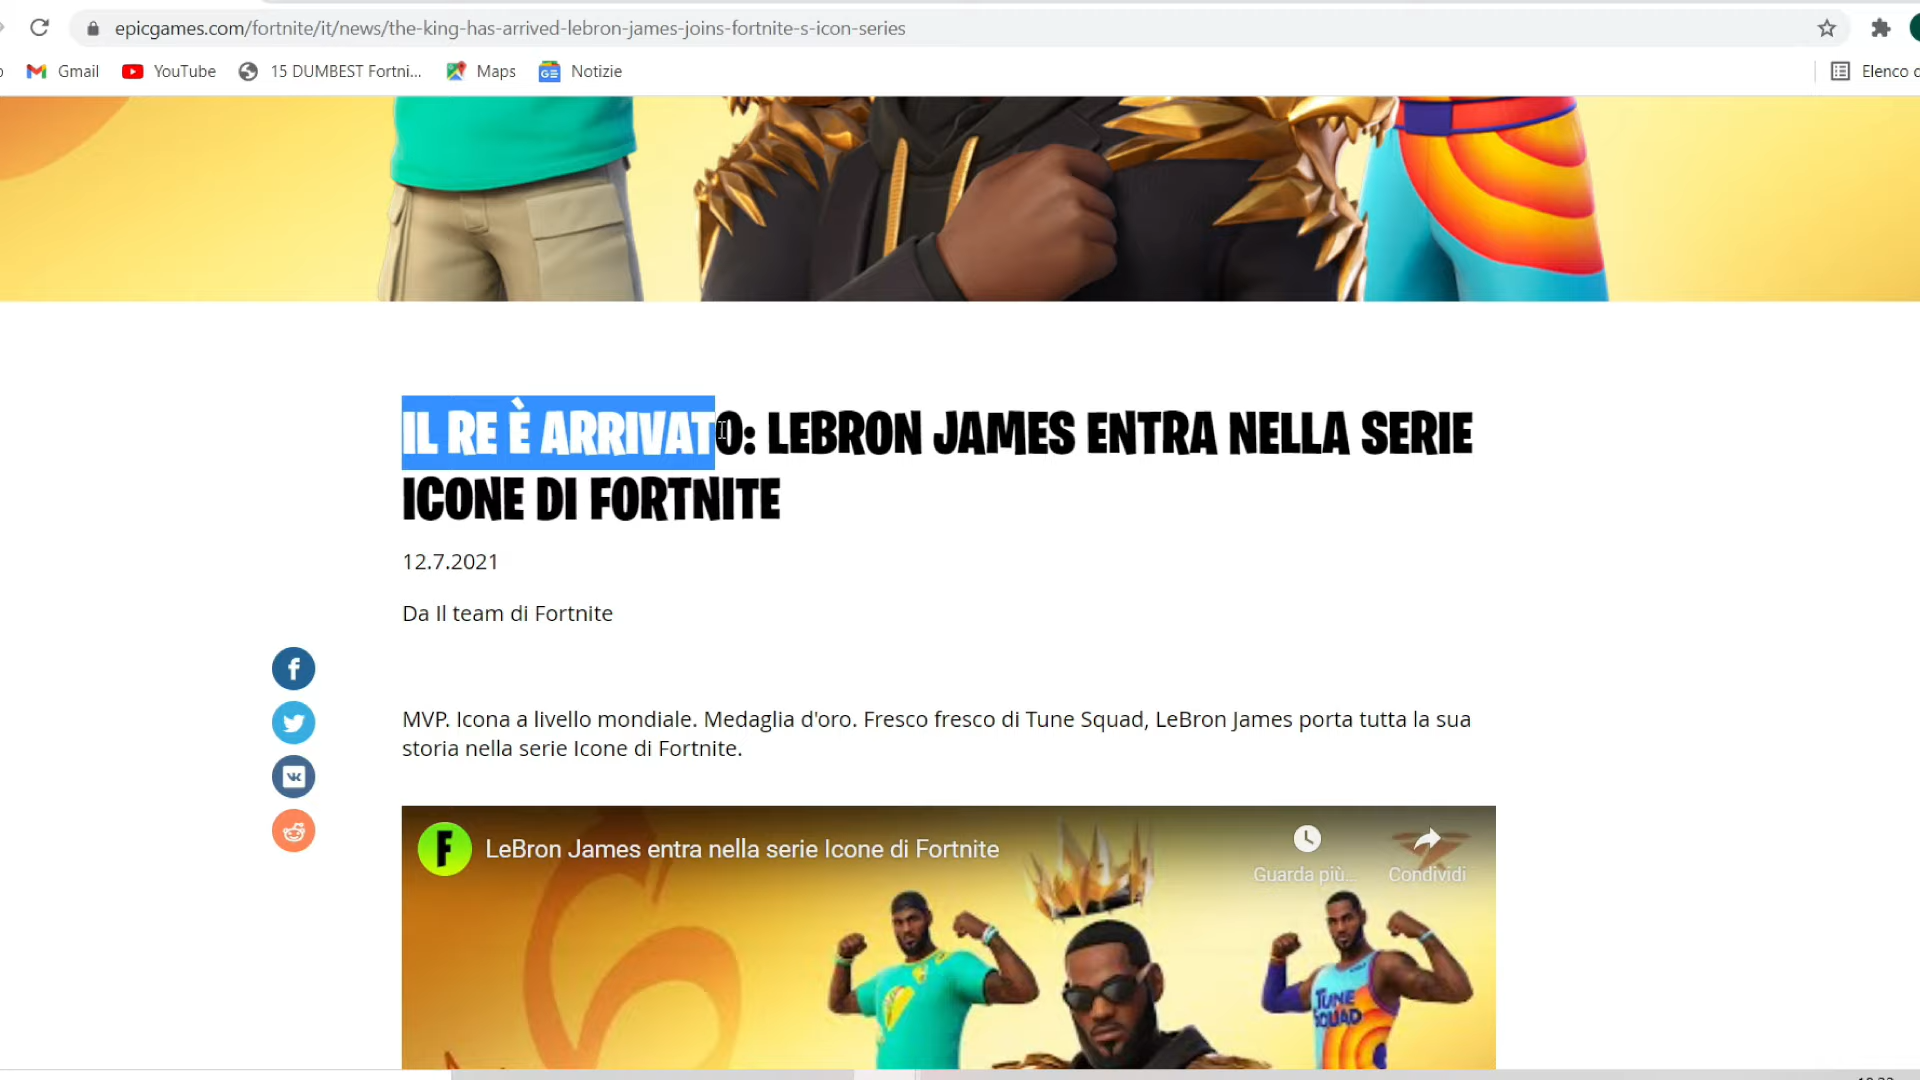 epicgames.com/fortnite/it/news/the-king-has-arrived-lebron-james-joins-fortnite-s-icon-series
Gmail YouTube 15 DUMBEST Fortni... Maps Notizie Elenco
IL RE È ARRIVATO: LEBRON JAMES ENTRA NELLA SERIE
ICONE DI FORTNITE
12.7.2021
Da Il team di Fortnite
MVP. Icona a livello mondiale. Medaglia d'oro. Fresco fresco di Tune Squad, LeBron James porta tutta la sua
storia nella serie Icone di Fortnite.
LeBron James entra nella serie Icone di Fortnite
Guarda più... Condividi
TUNE
SQUAD